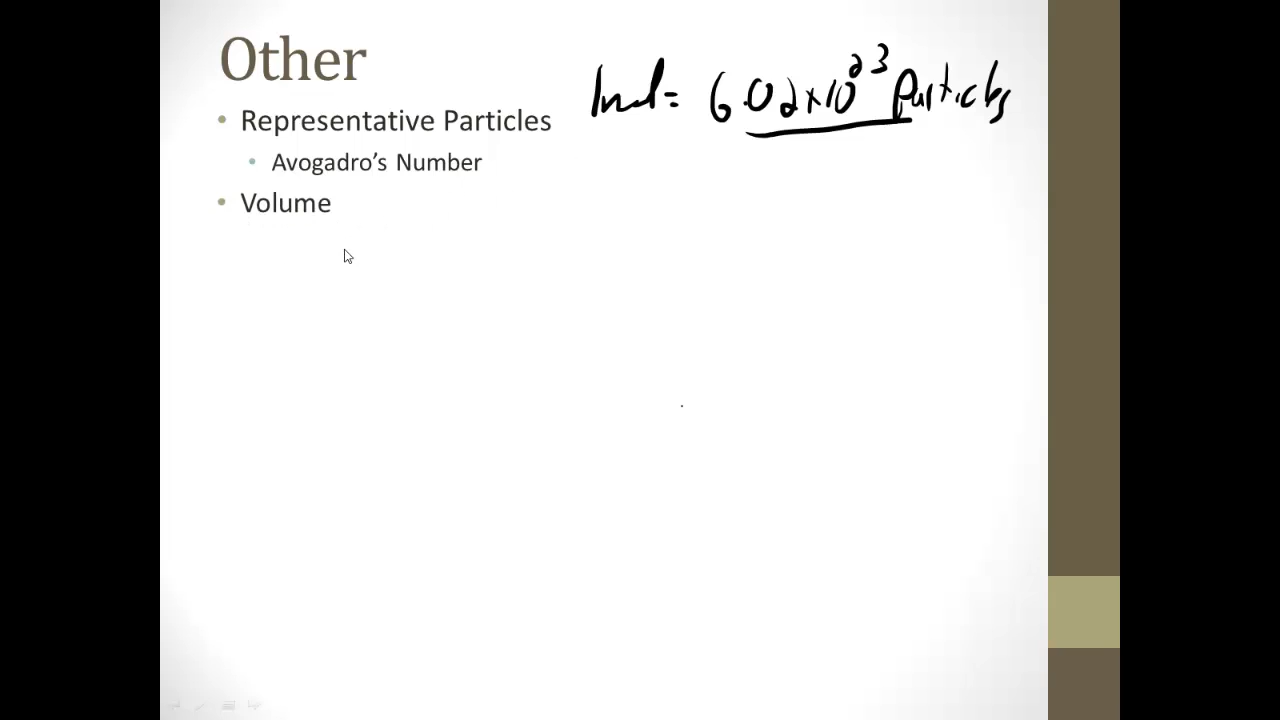 Other
1mol= 6.02x10²³ Particles
• Representative Particles
• Avogadro’s Number
• Volume